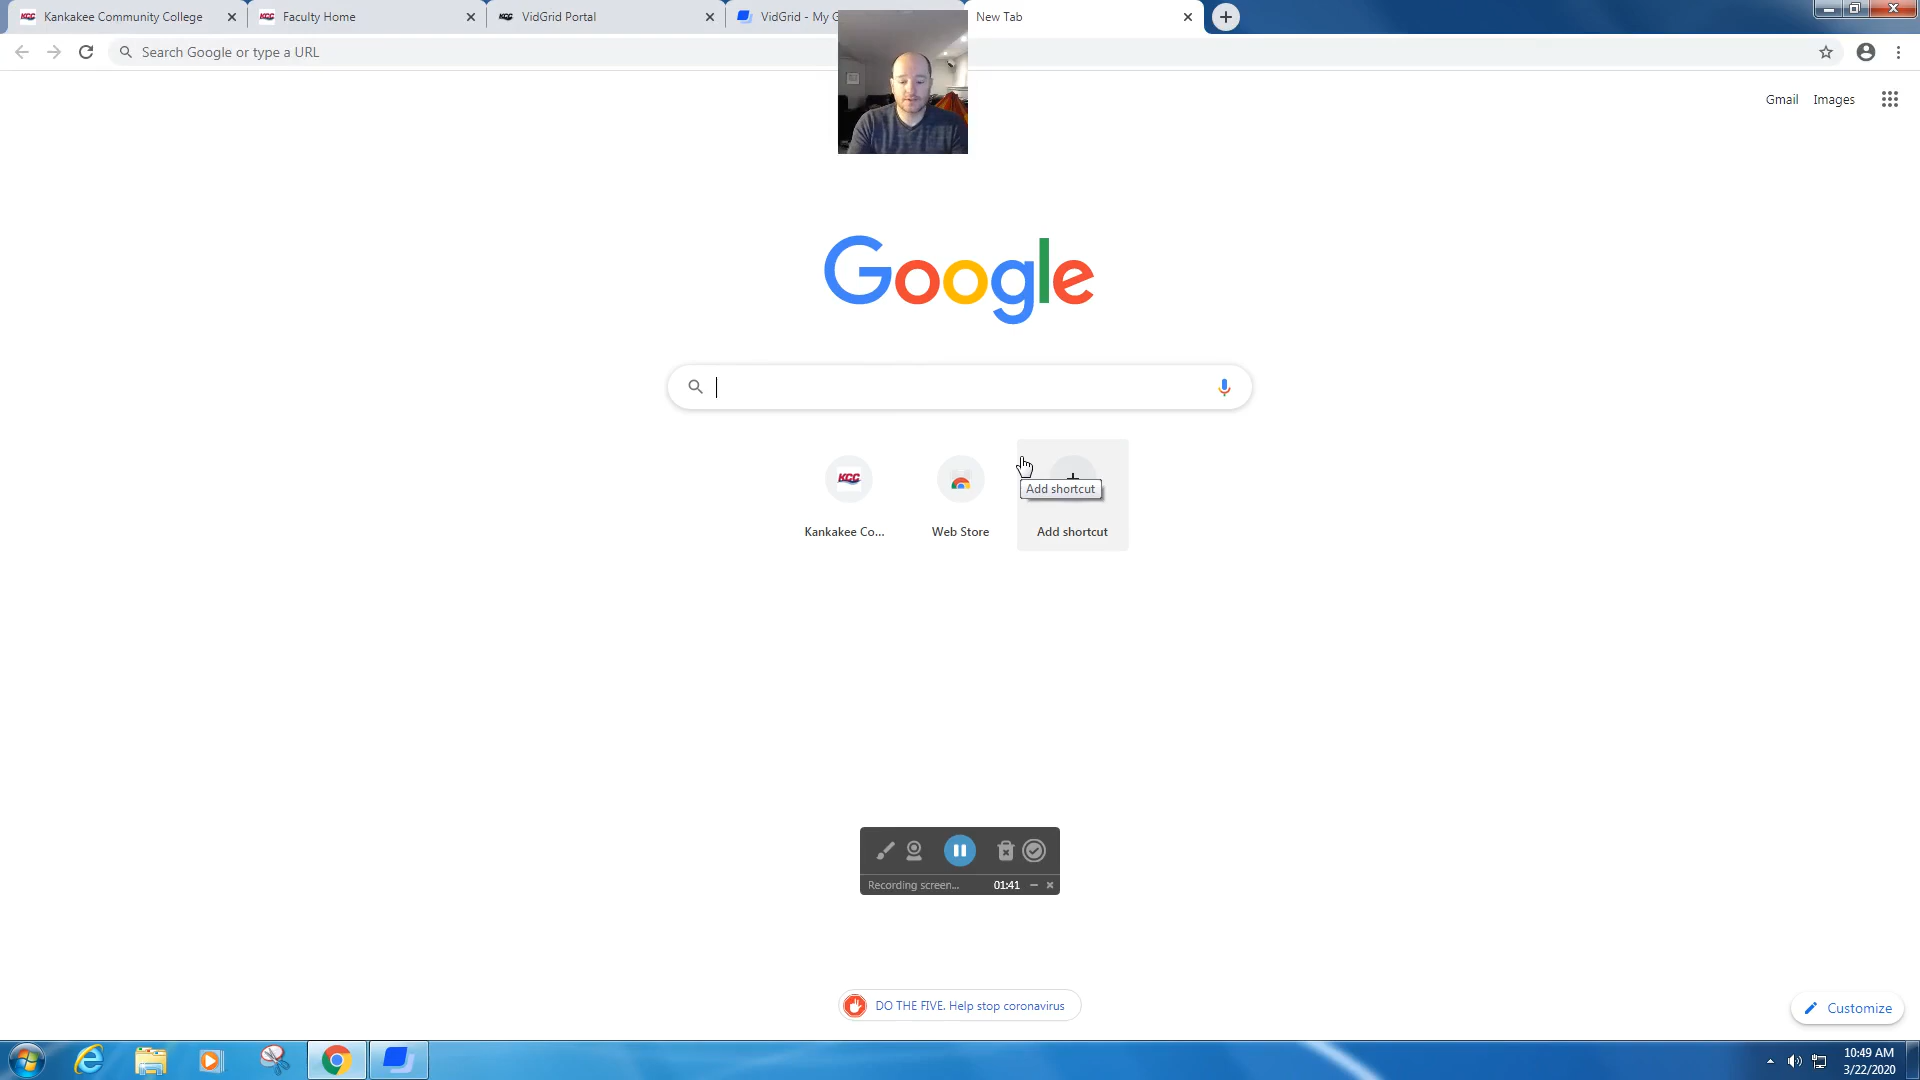 Kankakee Community College
Faculty Home
VidGrid Portal
VidGrid - My G
New Tab
Search Google or type a URL
Gmail
Images
Google
KCC
Kankakee Co...
Web Store
Add shortcut
Add shortcut
Recording screen...
01:41
DO THE FIVE. Help stop coronavirus
Customize
10:49 AM
3/22/2020